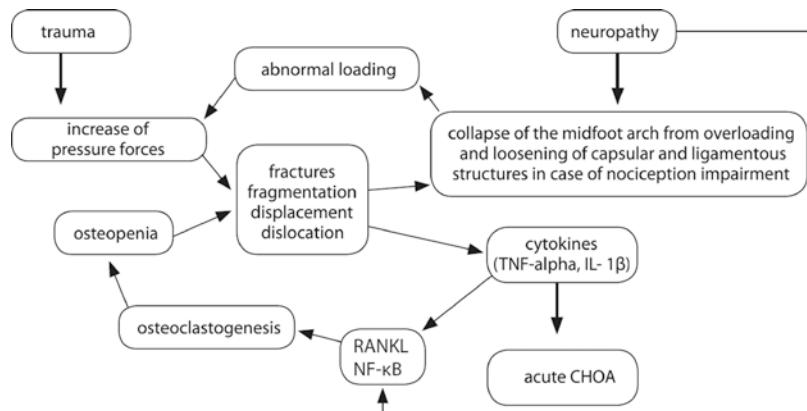 trauma
neuropathy
abnormal loading
increase of
pressure forces
collapse of the midfoot arch from overloading
and loosening of capsular and ligamentous
structures in case of nociception impairment
fractures
fragmentation
displacement
dislocation
osteopenia
cytokines
(TNF-alpha, IL- 1β)
osteoclastogenesis
RANKL
NF-κB
acute CHOA